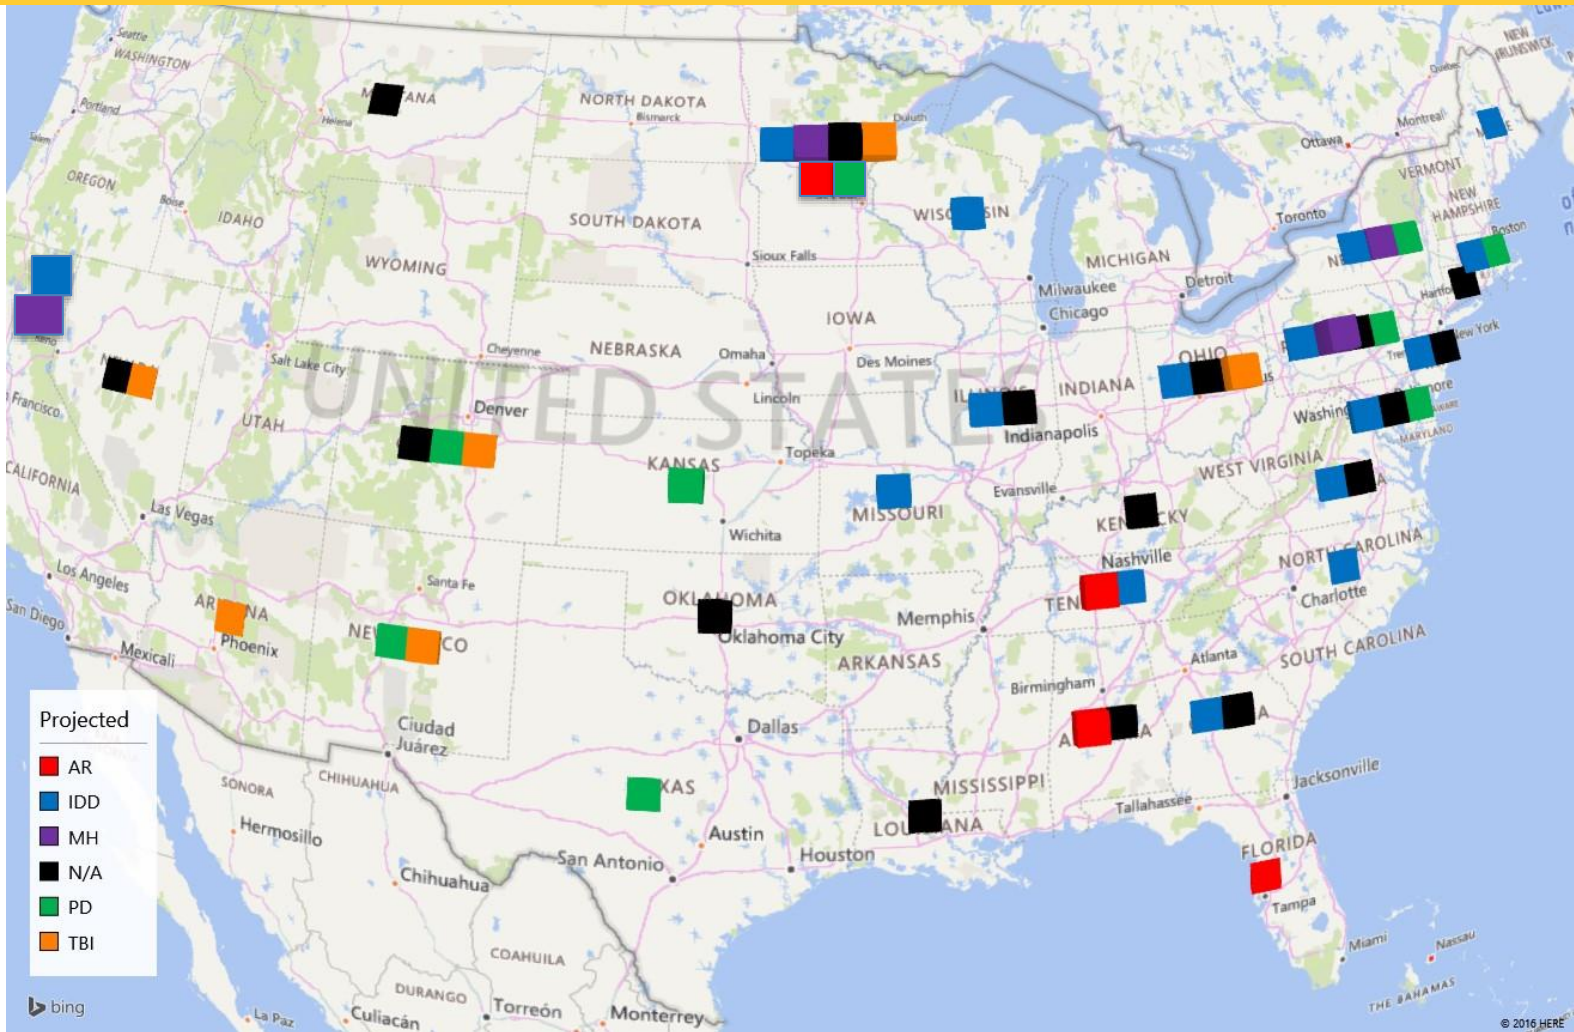 Seattle
WASHINGTON
Portland
Salem
OREGON
Boise
IDAHO
Helena
NORTH DAKOTA
Bismarck
Duluth
SOUTH DAKOTA
Sioux Falls
WYOMING
MICHIGAN
Milwaukee
Detroit
Chicago
Ottawa
Montreal
Quebec
NEW
BRUNSWICK
VERMONT
NEW
HAMPSHIRE
Boston
Toronto
Reno
Salt Lake City
Cheyenne
NEBRASKA
Omaha
IOWA
Des Moines
Lincoln
OHIO
INDIANA
New York
UNITED STATES
Denver
UTAH
Francisco
CALIFORNIA
Las Vegas
KANSAS
Topeka
Wichita
MISSOURI
ILLINOIS
Indianapolis
Evansville
WEST VIRGINIA
MARYLAND
Nashville
NORTH CAROLINA
Charlotte
Los Angeles
San Diego
Mexicali
Phoenix
Santa Fe
OKLAHOMA
Oklahoma City
Memphis
ARKANSAS
SOUTH CAROLINA
Atlanta
Birmingham
Ciudad
Juárez
Dallas
MISSISSIPPI
Jacksonville
Tallahassee
SONORA
CHIHUAHUA
Hermosillo
Chihuahua
Austin
San Antonio
Houston
FLORIDA
Tampa
Miami
Nassau
THE BAHAMAS
COAHUILA
DURANGO
Torreón
Monterrey
La Paz
Culiacán
Projected
AR
IDD
MH
N/A
PD
TBI
bing
© 2016 HERE